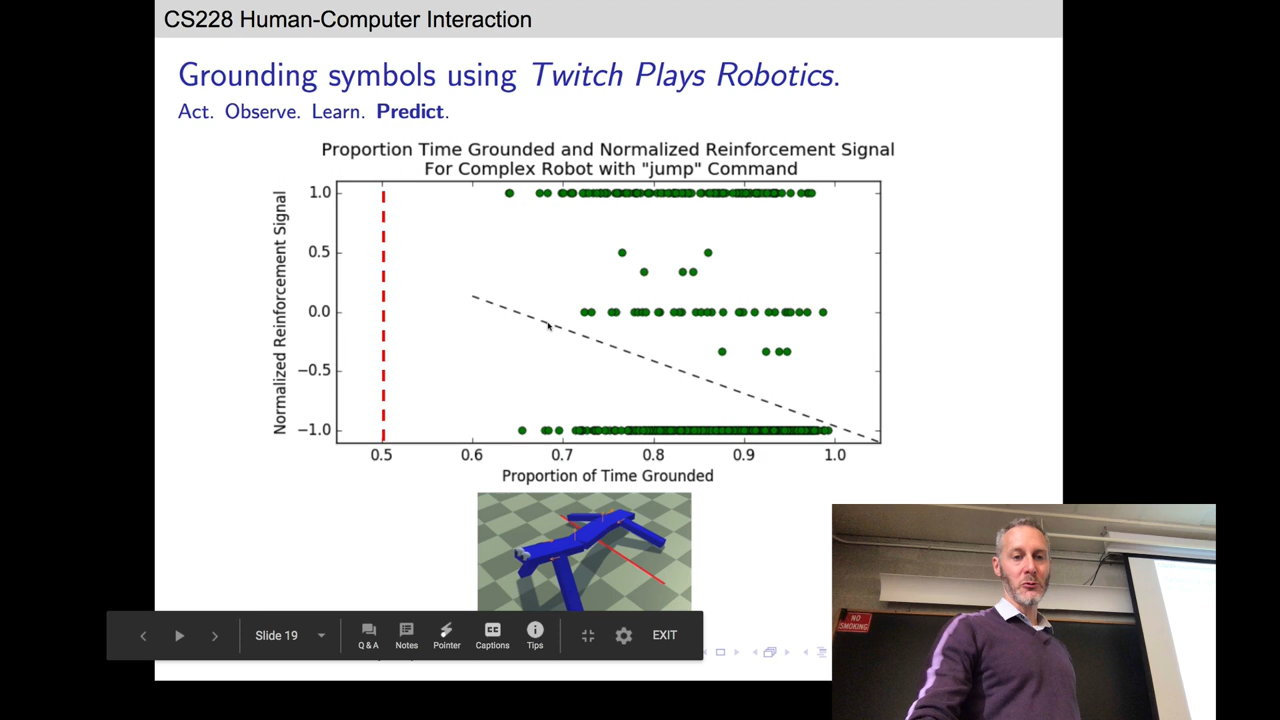 CS228 Human-Computer Interaction
Grounding symbols using Twitch Plays Robotics.
Act. Observe. Learn. Predict.
Proportion Time Grounded and Normalized Reinforcement Signal
For Complex Robot with "jump" Command
Normalized Reinforcement Signal
1.0
0.5
0.0
−0.5
−1.0
0.5 0.6 0.7 0.8 0.9 1.0
Proportion of Time Grounded
NO
SMOKING
Slide 19
Q & A Notes Pointer Captions Tips
EXIT